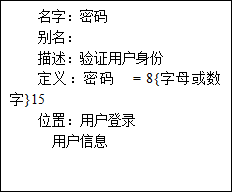 名字：密码
别名：
描述：验证用户身份
定义：密码 = 8{字母或数
字}15
位置：用户登录
用户信息